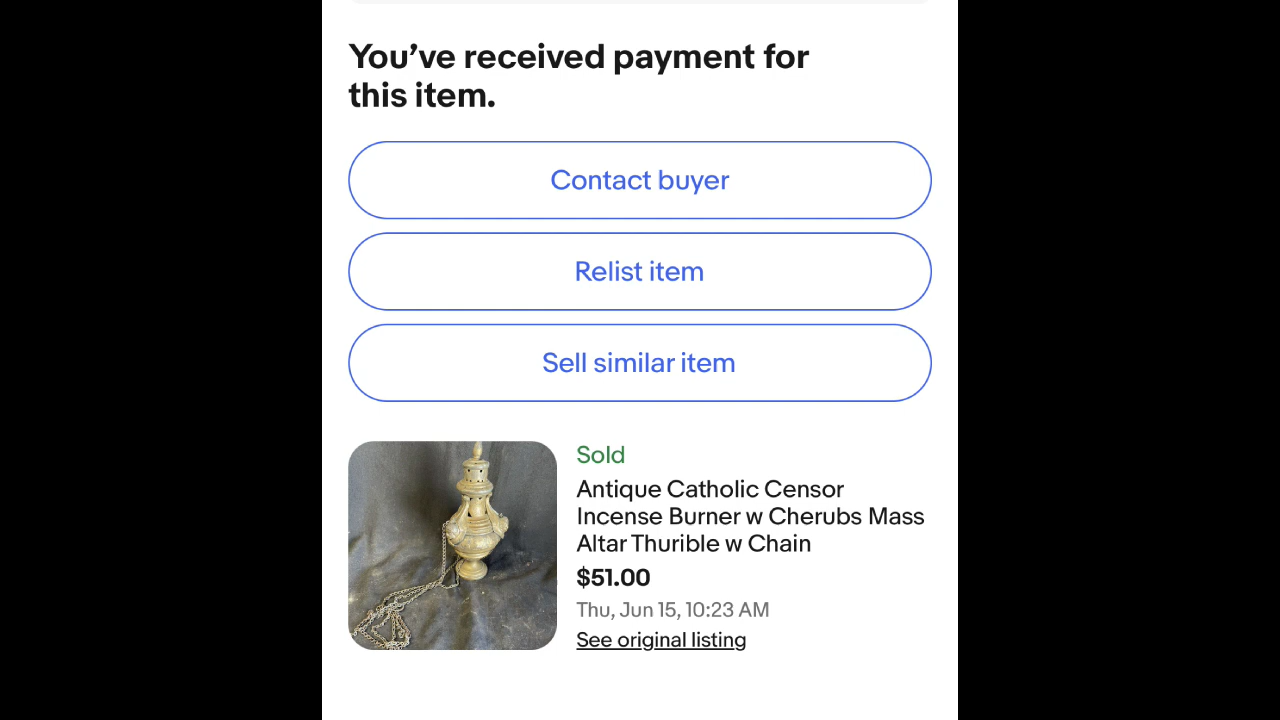 You’ve received payment for
this item.
Contact buyer
Relist item
Sell similar item
Sold
Antique Catholic Censor
Incense Burner w Cherubs Mass
Altar Thurible w Chain
$51.00
Thu, Jun 15, 10:23 AM
See original listing